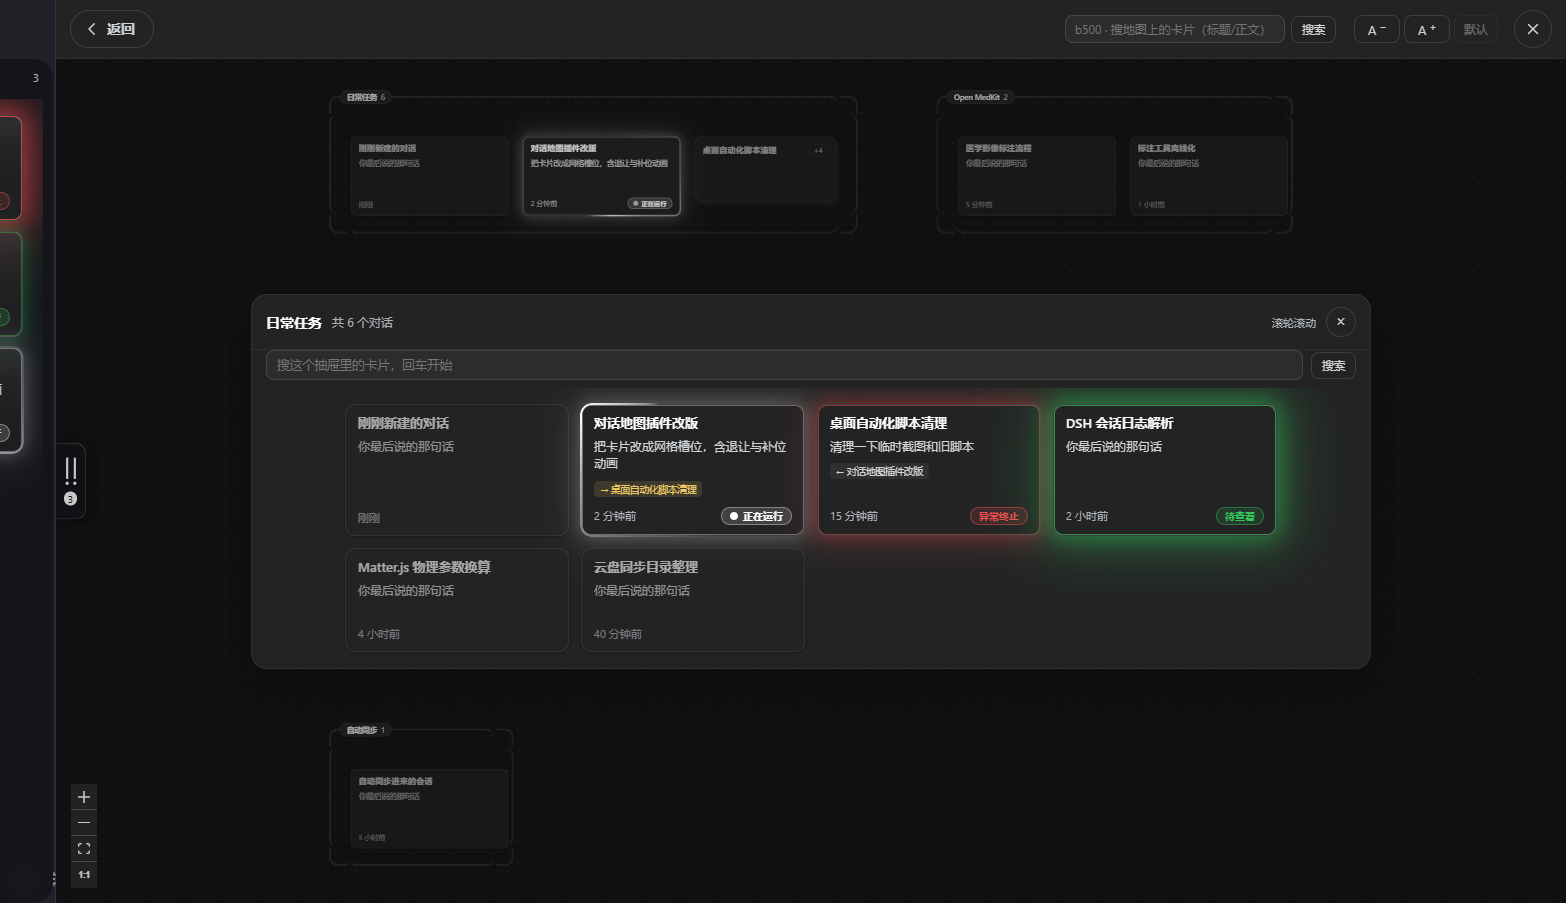 返回
b500 · 搜地图上的卡片（标题/正文）
搜索
A⁻
A⁺
默认
3
日常任务 6
刚刚新建的对话
你最后说的那句话
刚刚
对话地图插件改版
把卡片改成网格槽位，含退让与补位动画
2 分钟前
正在运行
桌面自动化脚本清理
+4
Open MedKit 2
医学影像标注流程
你最后说的那句话
5 分钟前
标注工具离线化
你最后说的那句话
1 小时前
日常任务 共 6 个对话
滚轮滚动
搜这个抽屉里的卡片，回车开始
搜索
刚刚新建的对话
你最后说的那句话
刚刚
对话地图插件改版
把卡片改成网格槽位，含退让与补位
动画
→ 桌面自动化脚本清理
2 分钟前
正在运行
桌面自动化脚本清理
清理一下临时截图和旧脚本
← 对话地图插件改版
15 分钟前
异常终止
DSH 会话日志解析
你最后说的那句话
2 小时前
待查看
Matter.js 物理参数换算
你最后说的那句话
4 小时前
云盘同步目录整理
你最后说的那句话
40 分钟前
3
自动同步 1
自动同步进来的会话
你最后说的那句话
5 小时前
1:1